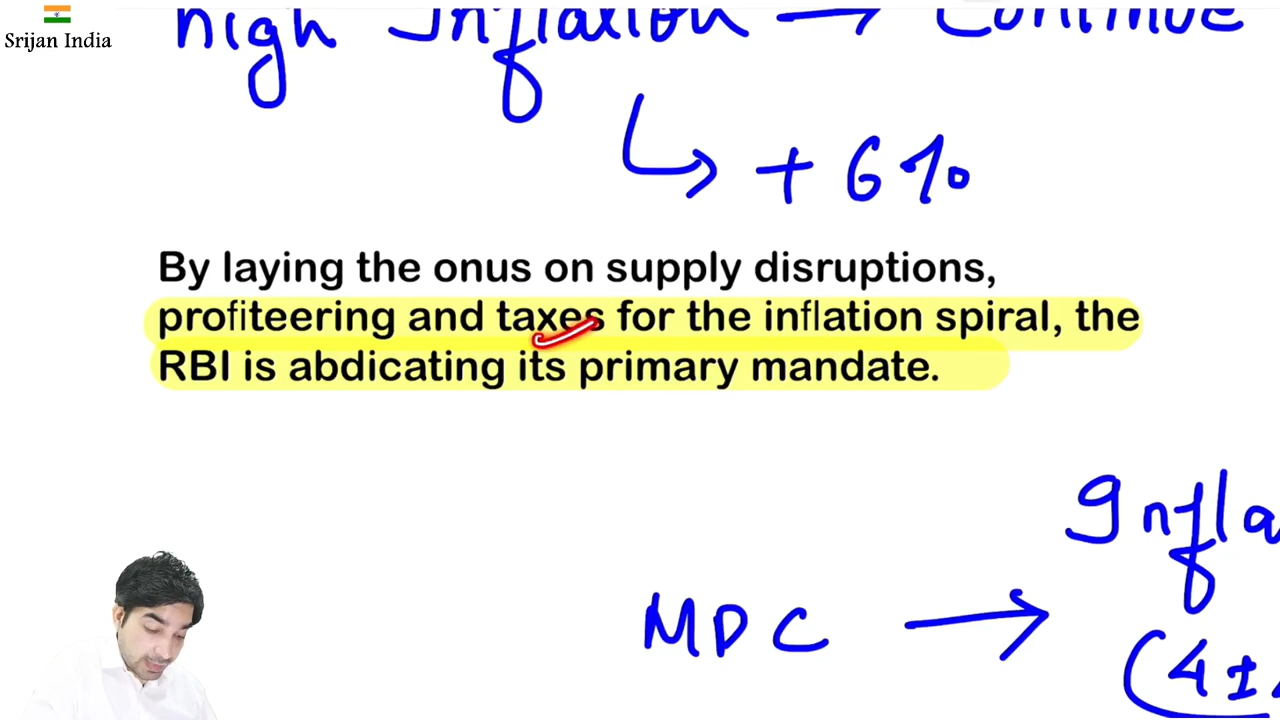 Srijan India
high Inflation → Continue
↳ + 6%
By laying the onus on supply disruptions,
profiteering and taxes for the inflation spiral, the
RBI is abdicating its primary mandate.
Infla
MPC →
(4±